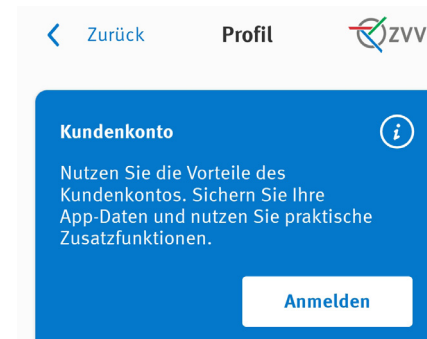 Zurück Profil ZVV
Kundenkonto i
Nutzen Sie die Vorteile des
Kundenkontos. Sichern Sie Ihre
App-Daten und nutzen Sie praktische
Zusatzfunktionen.
Anmelden